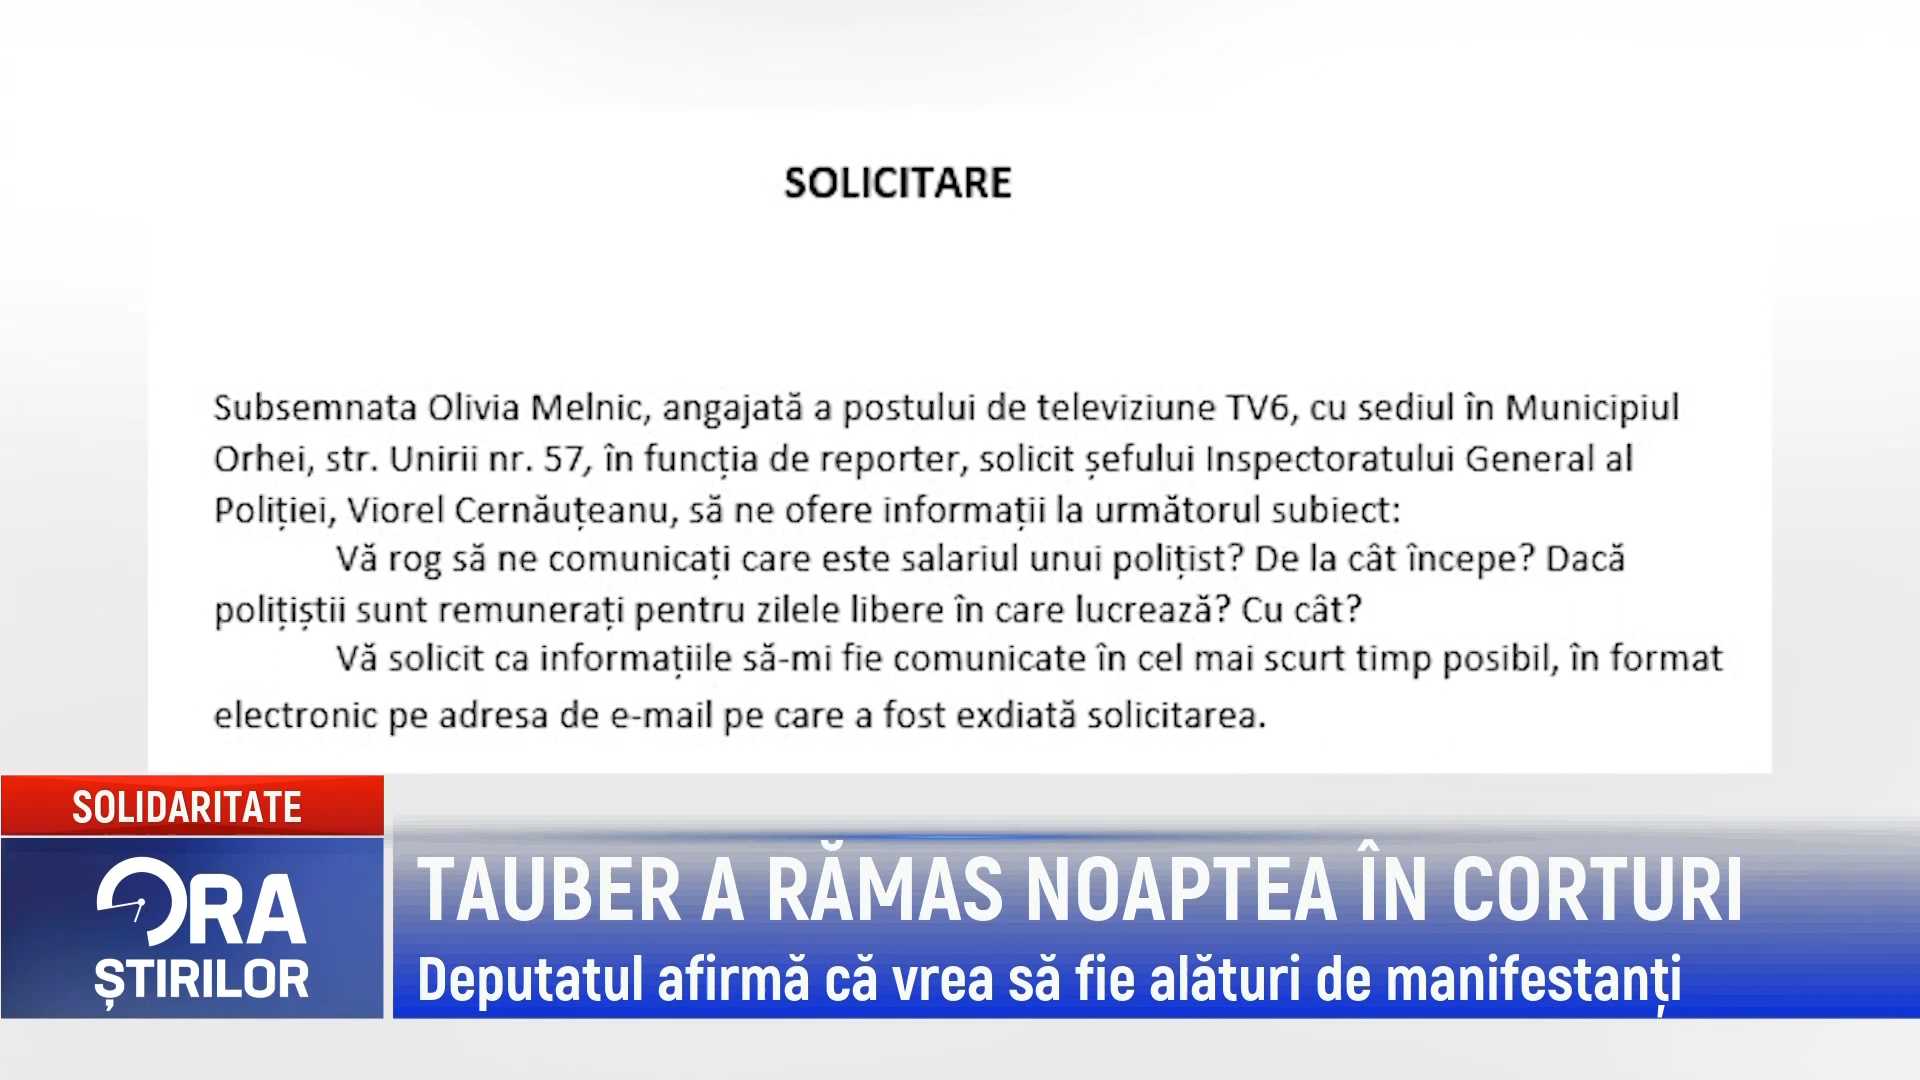 SOLICITARE
Subsemnata Olivia Melnic, angajată a postului de televiziune TV6, cu sediul în Municipiul
Orhei, str. Unirii nr. 57, în funcția de reporter, solicit șefului Inspectoratului General al
Poliției, Viorel Cernăuțeanu, să ne ofere informații la următorul subiect:
Vă rog să ne comunicați care este salariul unui polițist? De la cât începe? Dacă
polițiștii sunt remunerați pentru zilele libere în care lucrează? Cu cât?
Vă solicit ca informațiile să-mi fie comunicate în cel mai scurt timp posibil, în format
electronic pe adresa de e-mail pe care a fost exdiată solicitarea.
SOLIDARITATE
ORA
ȘTIRILOR
TAUBER A RĂMAS NOAPTEA ÎN CORTURI
Deputatul afirmă că vrea să fie alături de manifestanți